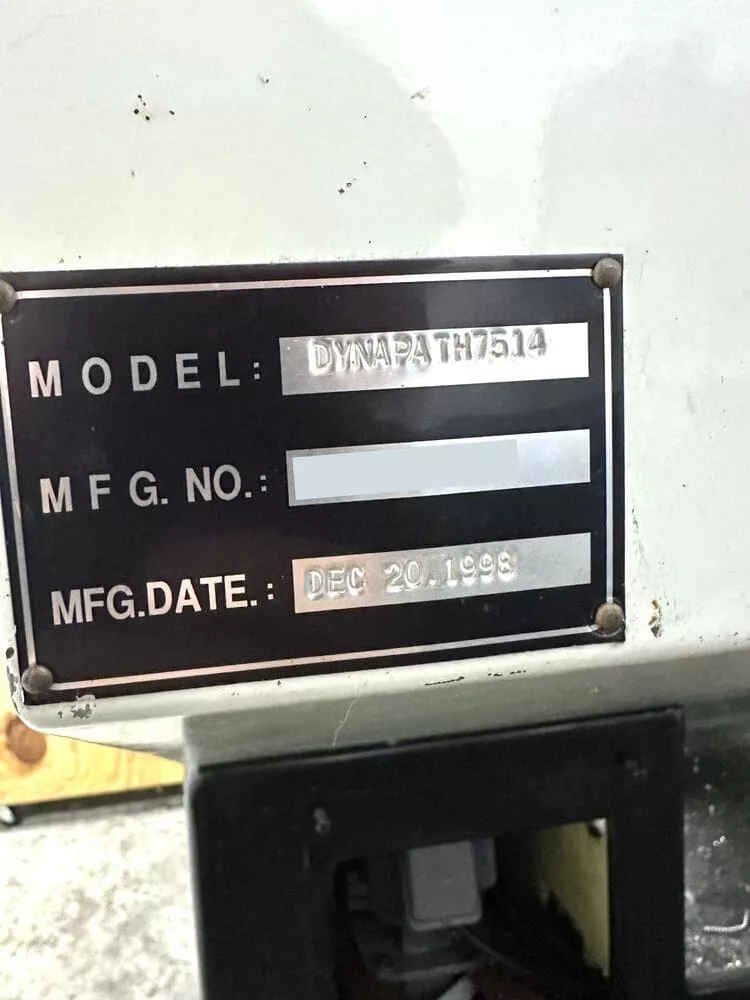 MODEL: DYNAPATH7514
MFG. NO.:
MFG.DATE.: DEC 20.1998